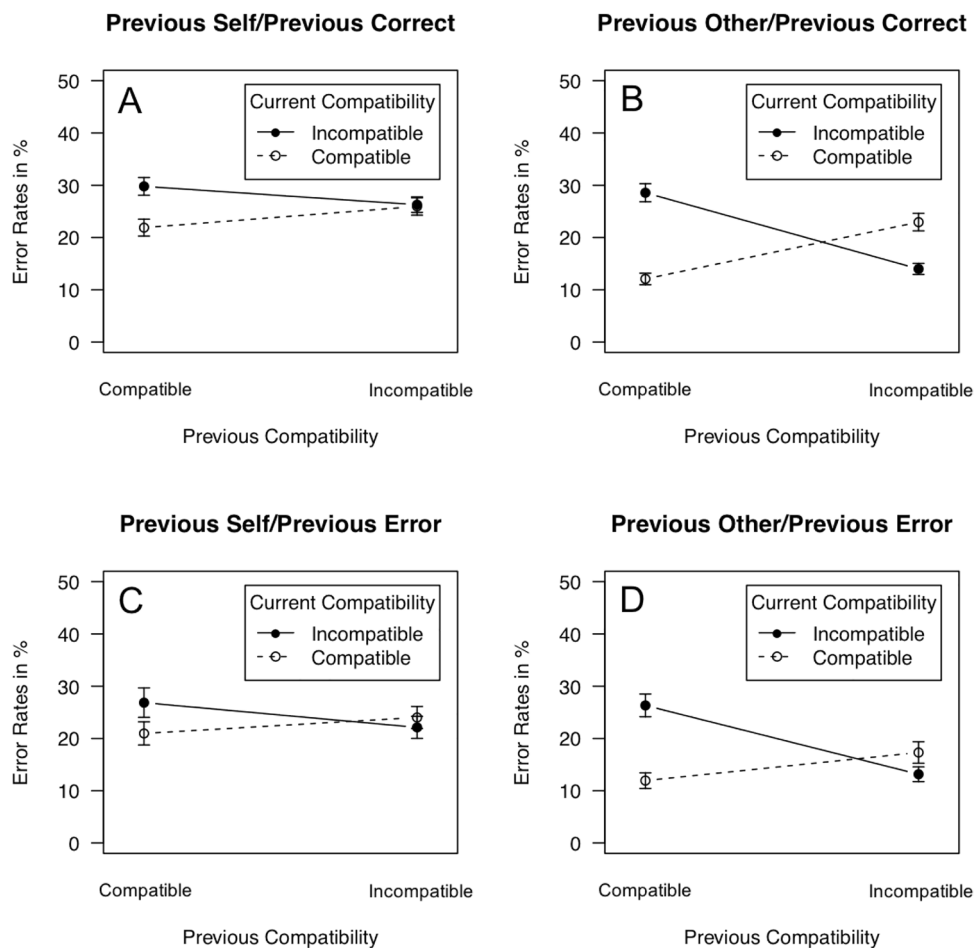 Previous Self/Previous Correct
A
Current Compatibility
Incompatible
Compatible
50
40
30
20
10
0
Error Rates in %
Compatible
Incompatible
Previous Compatibility
Previous Other/Previous Correct
B
Current Compatibility
Incompatible
Compatible
50
40
30
20
10
0
Error Rates in %
Compatible
Incompatible
Previous Compatibility
Previous Self/Previous Error
C
Current Compatibility
Incompatible
Compatible
50
40
30
20
10
0
Error Rates in %
Compatible
Incompatible
Previous Compatibility
Previous Other/Previous Error
D
Current Compatibility
Incompatible
Compatible
50
40
30
20
10
0
Error Rates in %
Compatible
Incompatible
Previous Compatibility